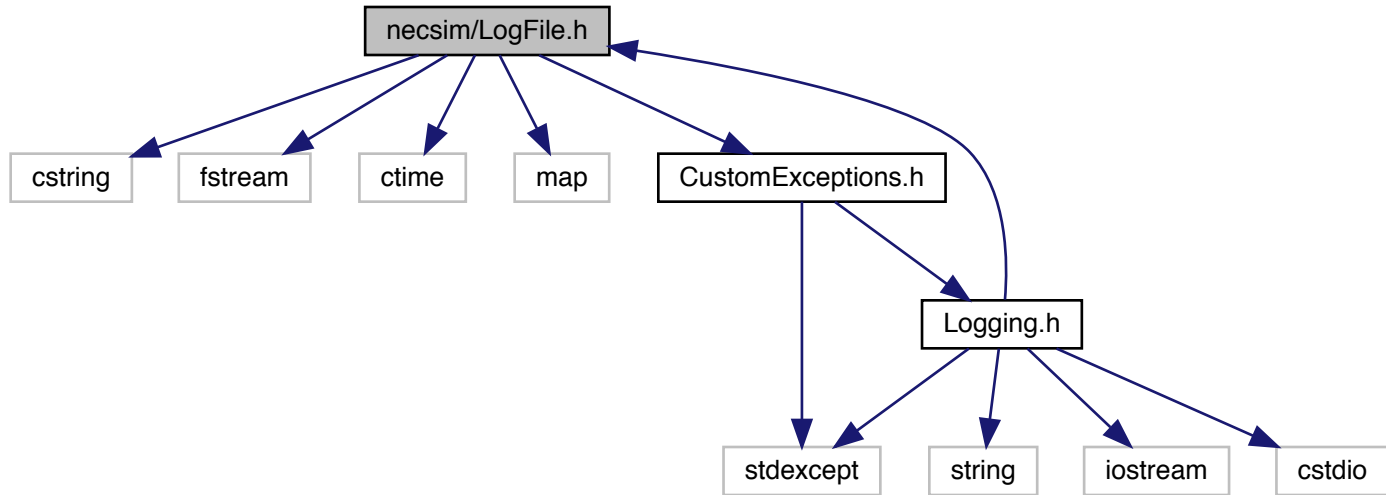 necsim/LogFile.h
cstring
fstream
ctime
map
CustomExceptions.h
Logging.h
stdexcept
string
iostream
cstdio